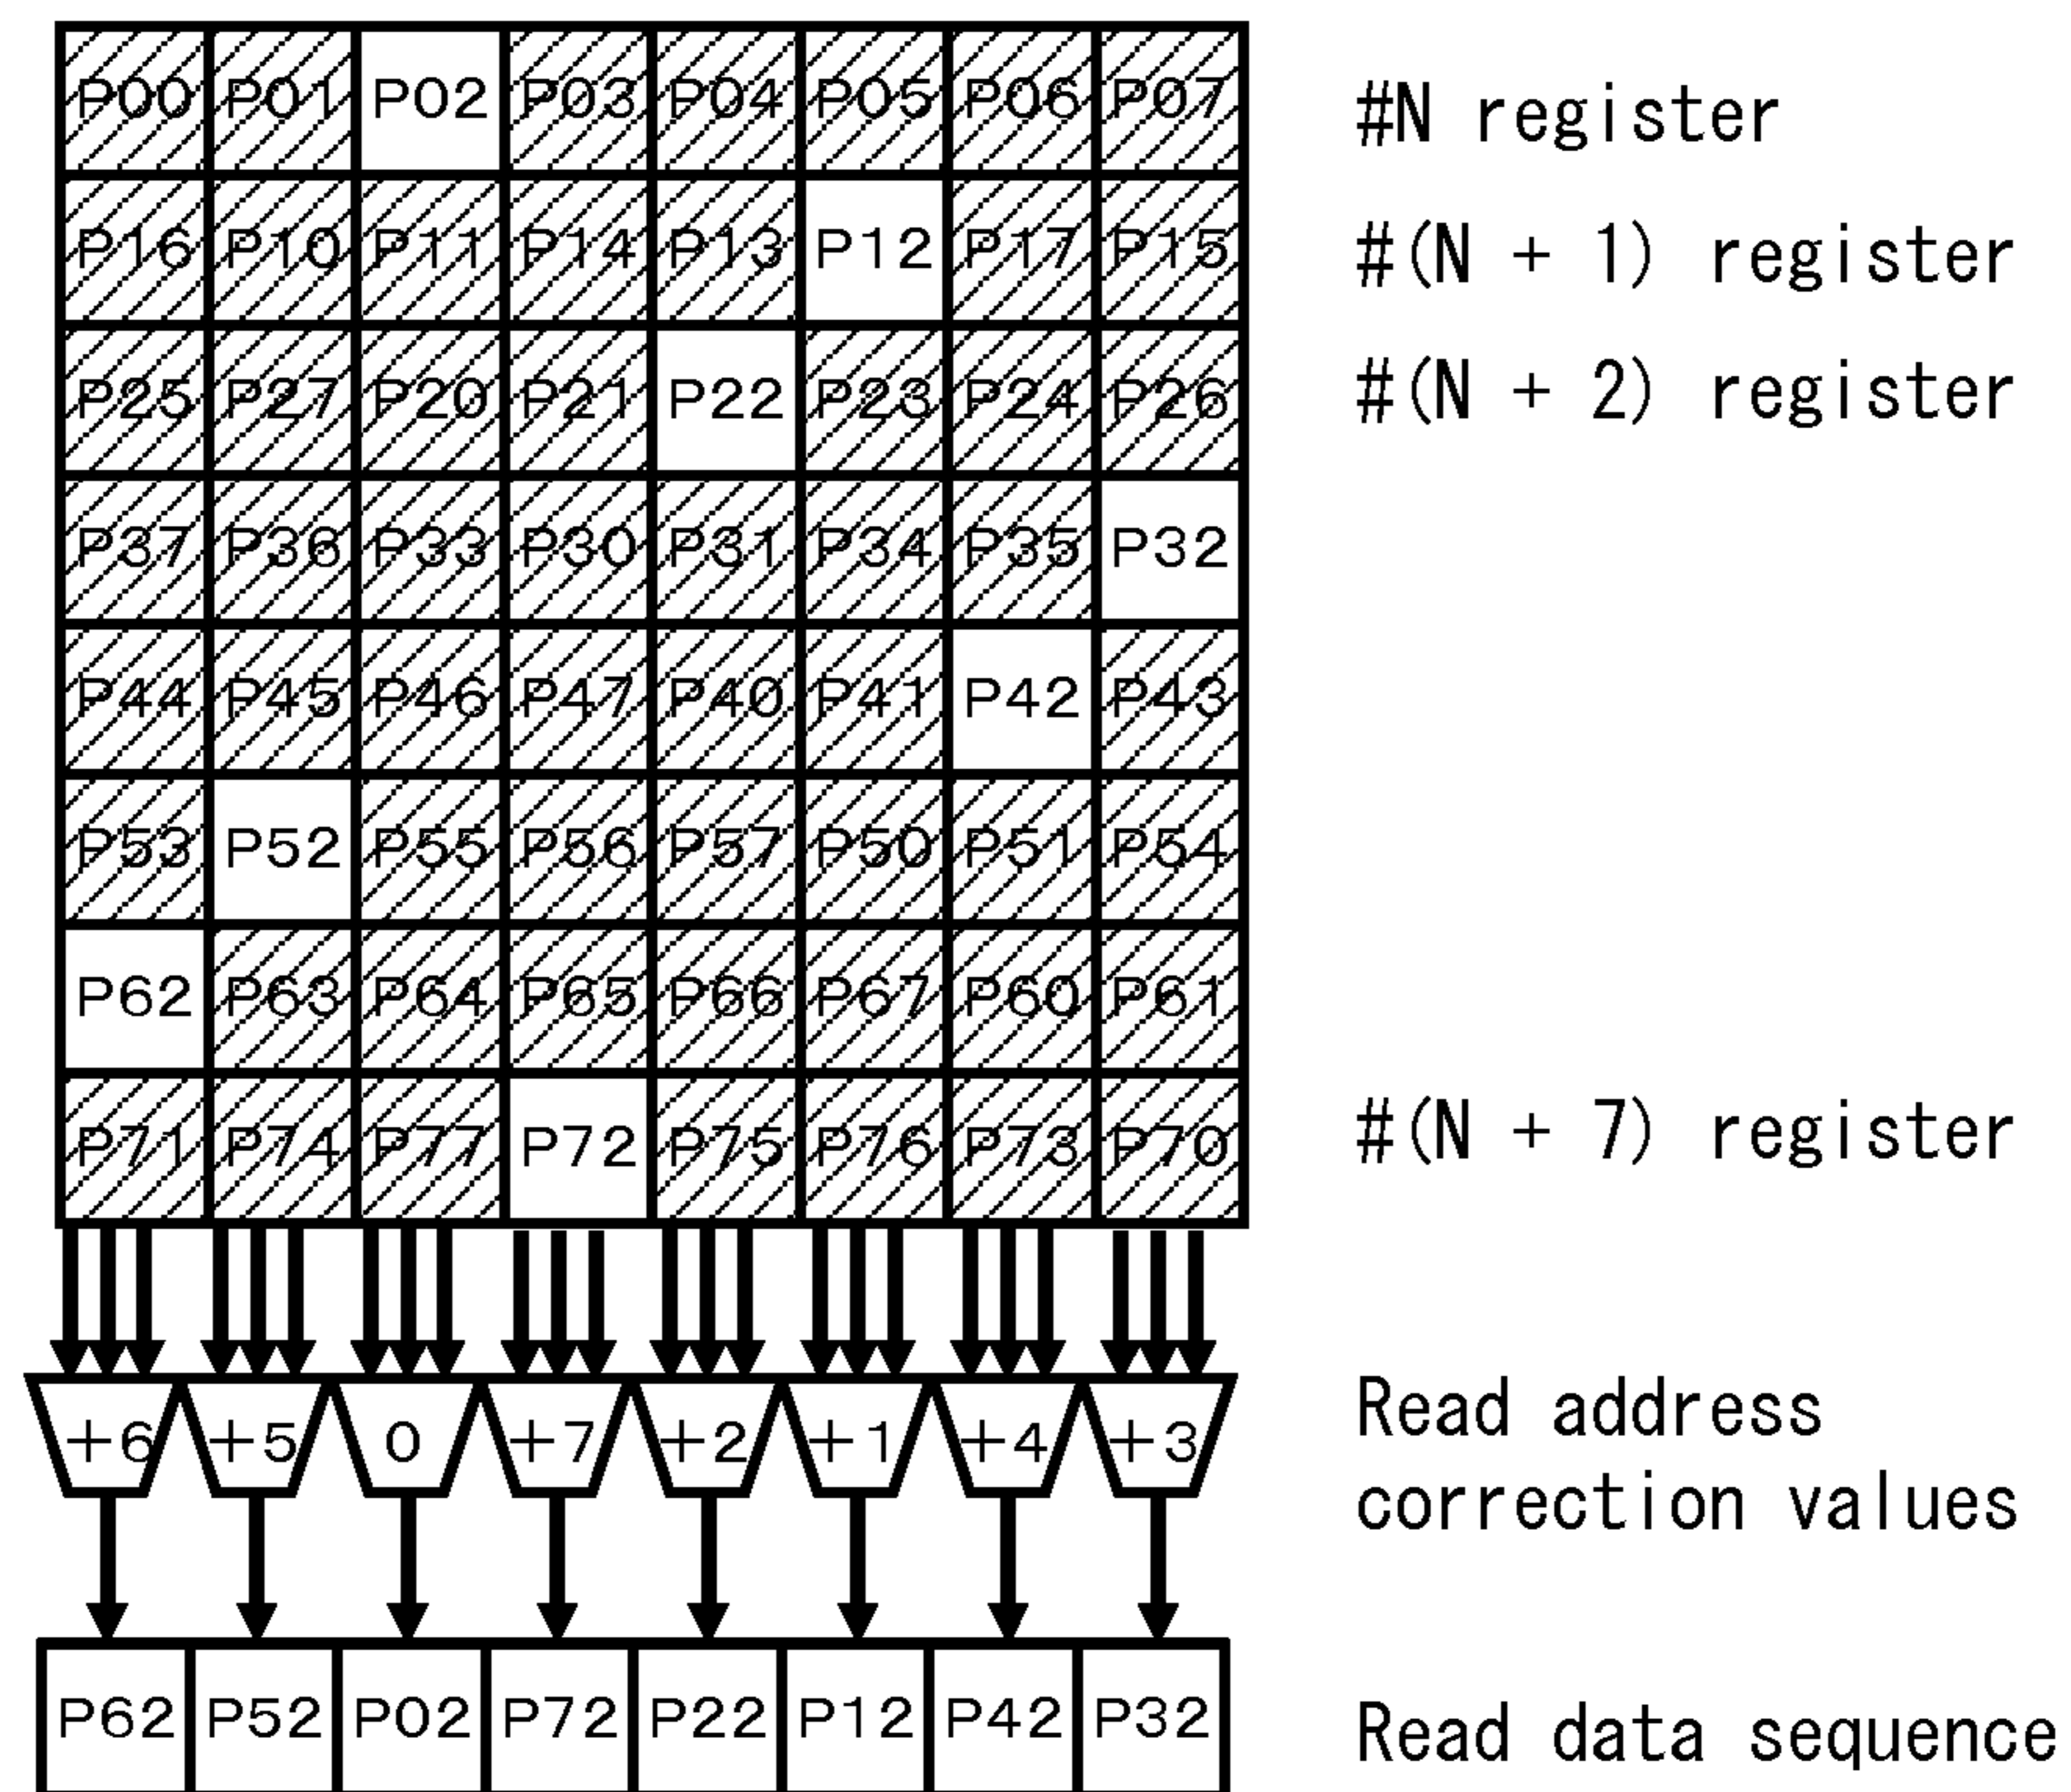 P00 P01 P02 P03 P04 P05 P06 P07 #N register
P16 P10 P11 P14 P13 P12 P17 P15 #(N + 1) register
P25 P27 P20 P21 P22 P23 P24 P26 #(N + 2) register
P37 P36 P33 P30 P31 P34 P35 P32
P44 P45 P46 P47 P40 P41 P42 P43
P53 P52 P55 P56 P57 P50 P51 P54
P62 P63 P64 P65 P66 P67 P60 P61
P71 P74 P77 P72 P75 P76 P73 P70 #(N + 7) register
+6 +5 0 +7 +2 +1 +4 +3 Read address
correction values
P62 P52 P02 P72 P22 P12 P42 P32 Read data sequence